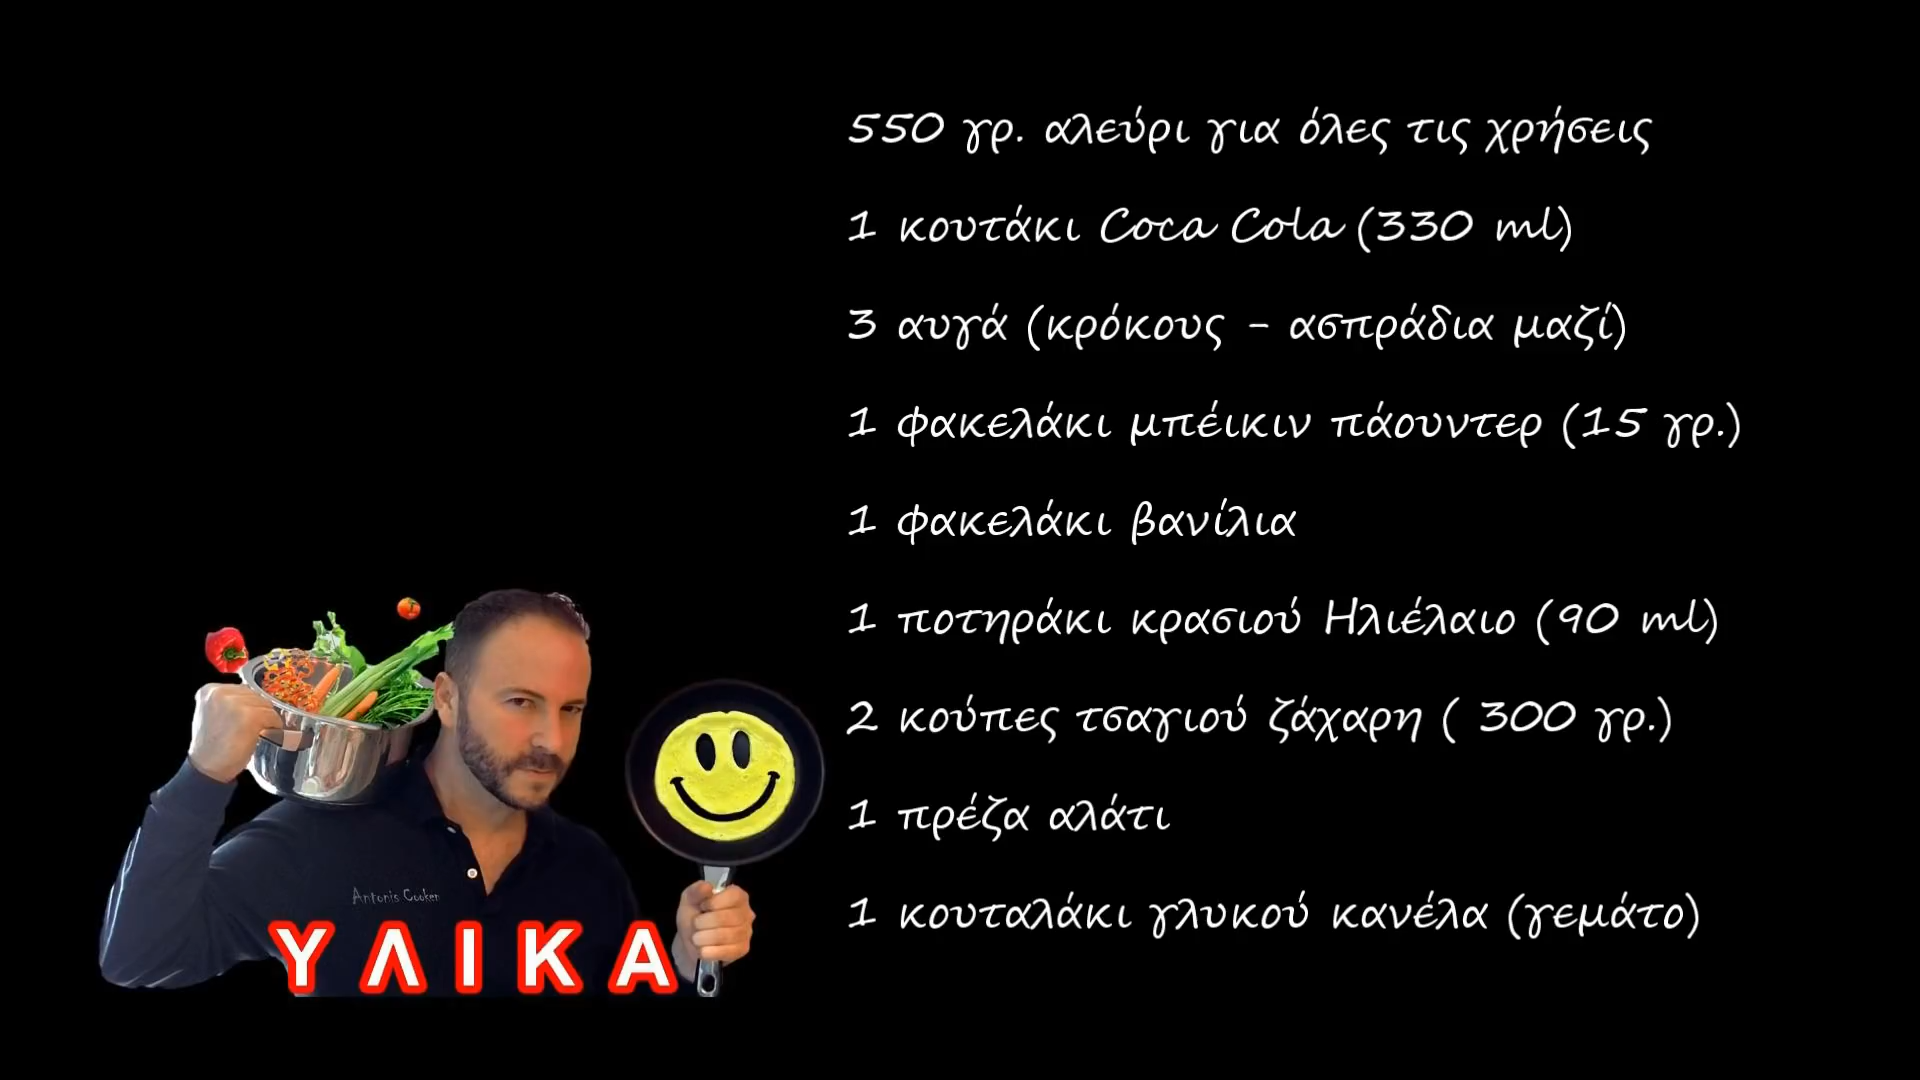 550 γρ. αλεύρι για όλες τις χρήσεις
1 κουτάκι Coca Cola (330 ml)
3 αυγά (κρόκους - ασπράδια μαζί)
1 φακελάκι μπέικιν πάουντερ (15 γρ.)
1 φακελάκι βανίλια
1 ποτηράκι κρασιού Ηλιέλαιο (90 ml)
2 κούπες τσαγιού ζάχαρη ( 300 γρ.)
1 πρέζα αλάτι
1 κουταλάκι γλυκού κανέλα (γεμάτο)
Antonis Cooken
ΥΛΙΚΑ